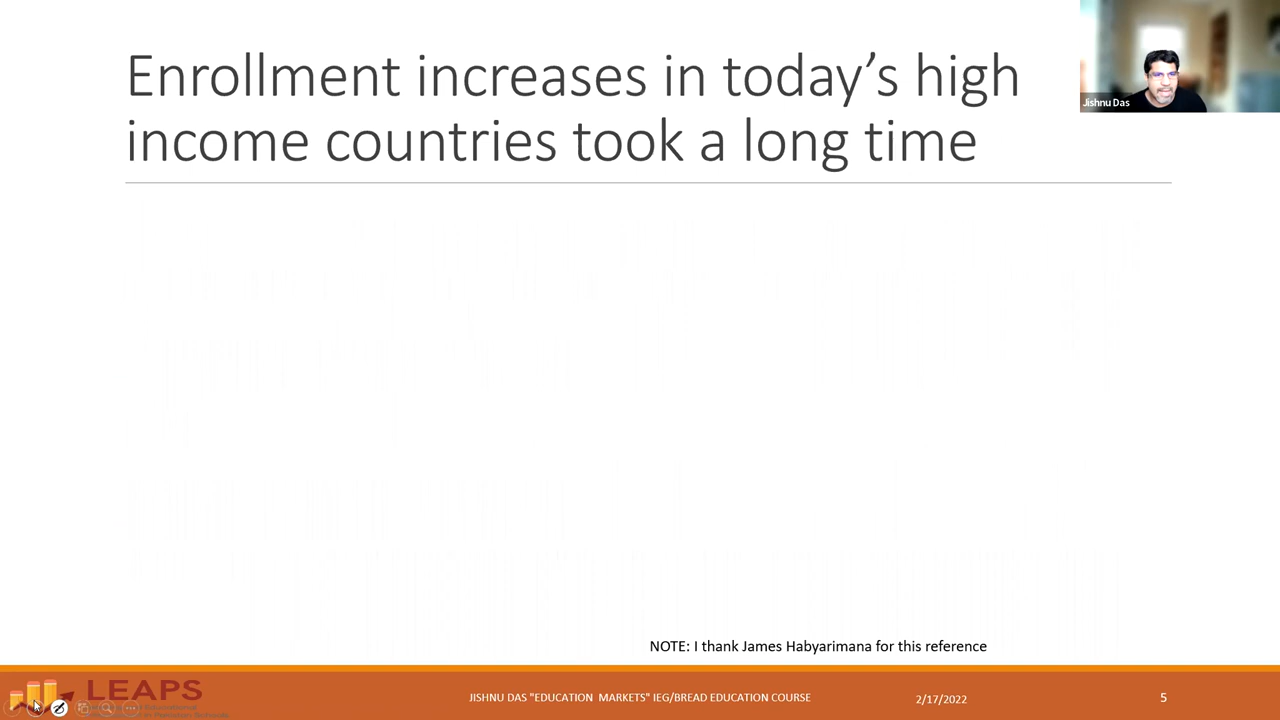 Enrollment increases in today's high
income countries took a long time
Jishnu Das
NOTE: I thank James Habyarimana for this reference
LEAPS
JISHNU DAS "EDUCATION MARKETS" IEG/BREAD EDUCATION COURSE
2/17/2022
5